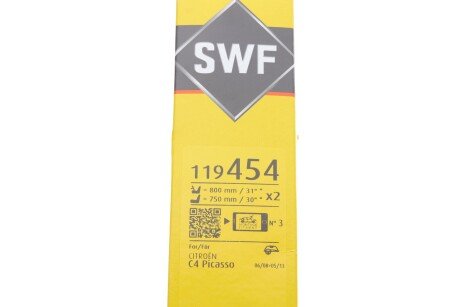 SWF
119454
= 800 mm / 31" *
= 750 mm / 30" * x2
N° 3
For/Für
CITROËN
C4 Picasso 06/08-05/13